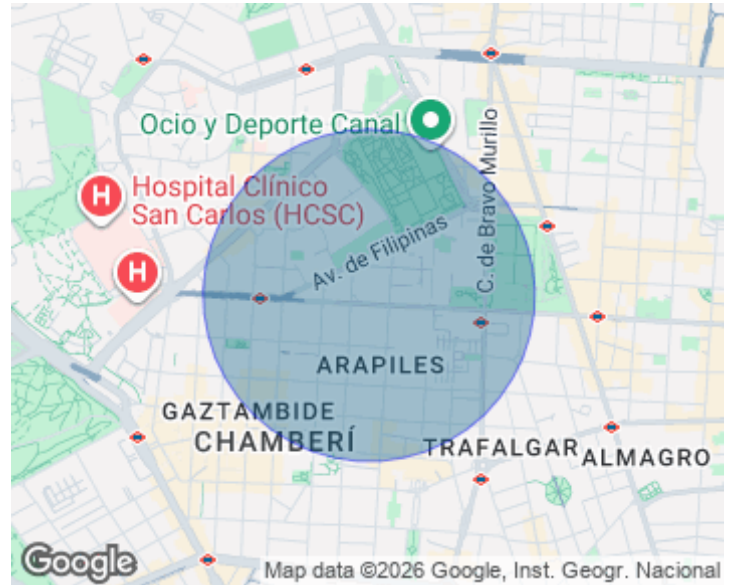 Ocio y Deporte Canal
C. de Bravo Murillo
H
Hospital Clínico
San Carlos (HCSC)
Av. de Filipinas
H
ARAPILES
GAZTAMBIDE
CHAMBERÍ
TRAFALGAR
ALMAGRO
Google
Map data ©2026 Google, Inst. Geogr. Nacional